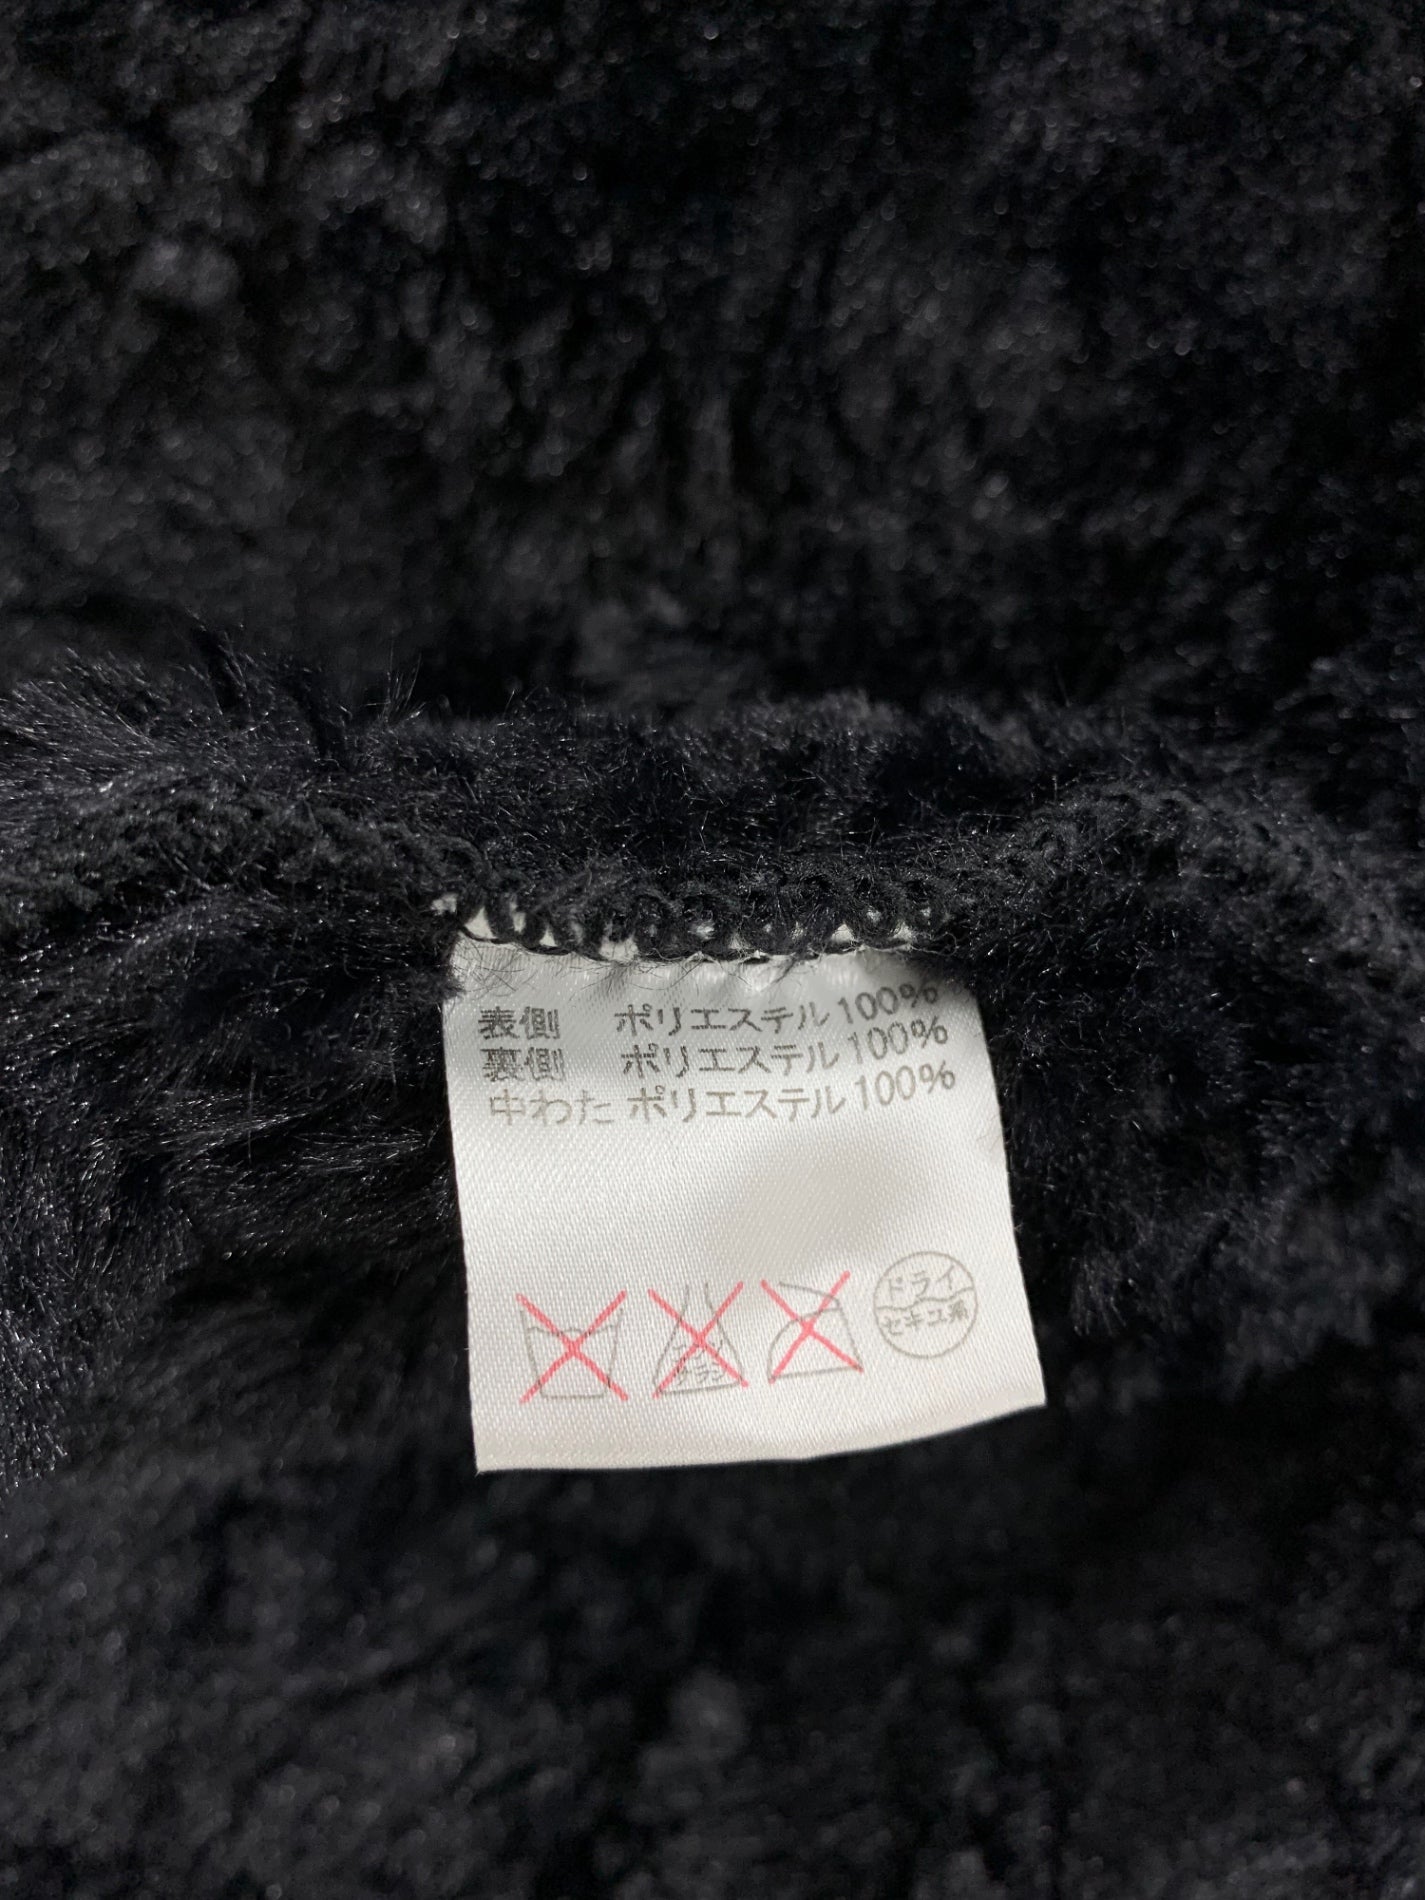 表側 ポリエステル100%
裏側 ポリエステル100%
中わた ポリエステル100%
ドライ
セキユ系